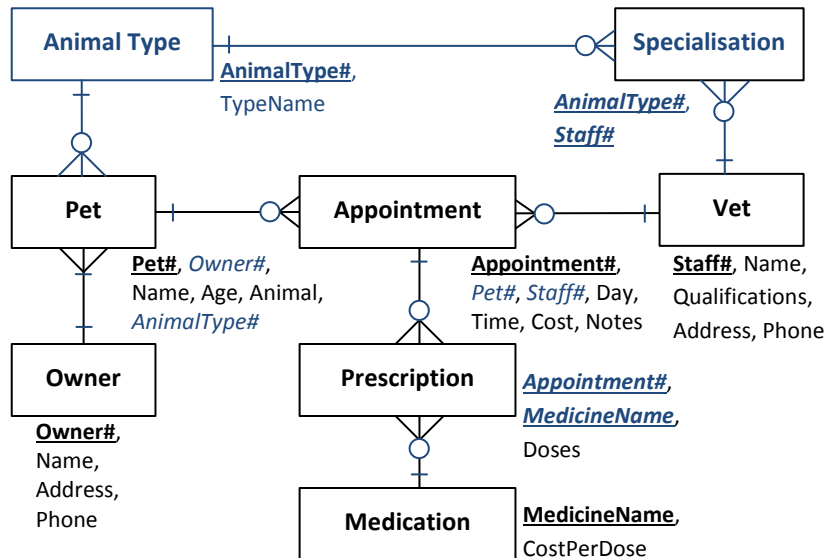 Animal Type
Specialisation
AnimalType#,
TypeName
AnimalType#,
Staff#
Pet
Appointment
Vet
Pet#, Owner#,
Name, Age, Animal,
AnimalType#
Appointment#,
Pet#, Staff#, Day,
Time, Cost, Notes
Staff#, Name,
Qualifications,
Address, Phone
Owner
Prescription
Appointment#,
MedicineName,
Doses
Owner#,
Name,
Address,
Phone
Medication
MedicineName,
CostPerDose